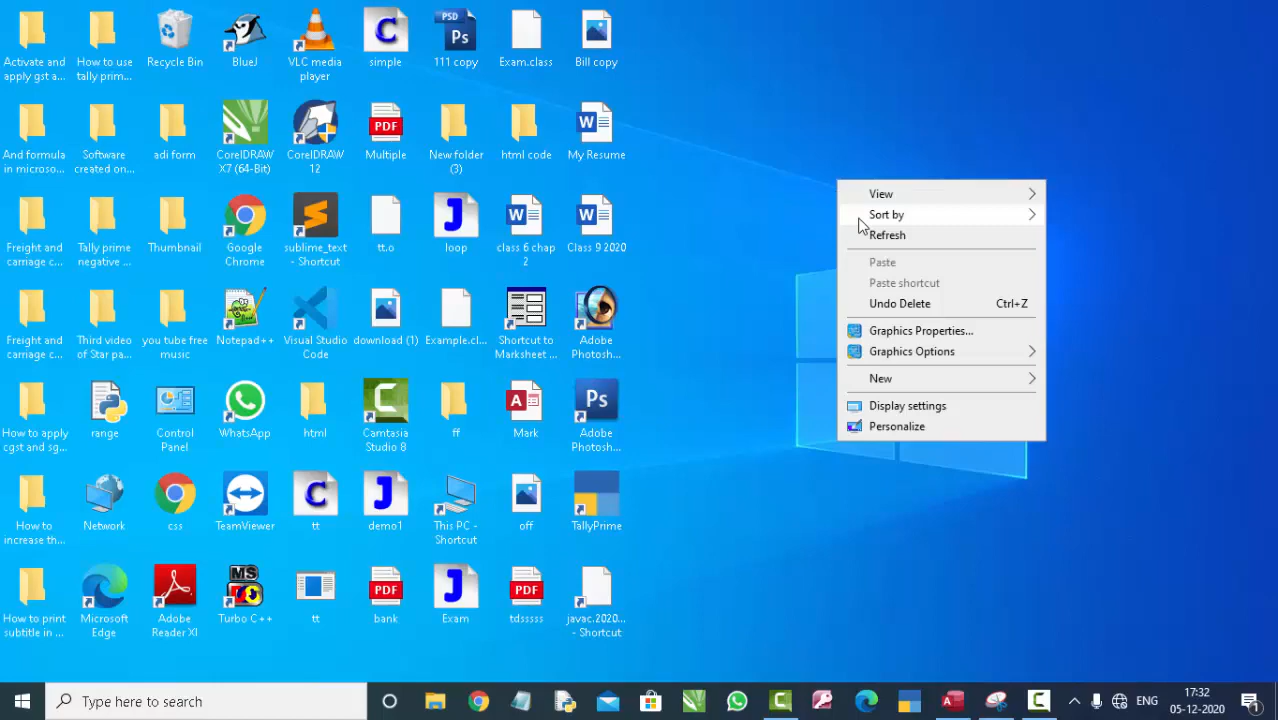 Activate and
apply gst a...
How to use
tally prim...
Recycle Bin
BlueJ
VLC media
player
simple
PSD
Ps
111 copy
Exam.class
Bill copy
And formula
in microso...
Software
created on...
adi form
CorelDRAW
X7 (64-Bit)
CorelDRAW
12
PDF
Multiple
New folder
(3)
html code
My Resume
Freight and
carriage c...
Tally prime
negative ...
Thumbnail
Google
Chrome
sublime_text
- Shortcut
tt.o
loop
class 6 chap
2
Class 9 2020
Freight and
carriage c...
Third video
of Star pa...
you tube free
music
Notepad++
Visual Studio
Code
download (1)
Example.cl...
Shortcut to
Marksheet ...
Adobe
Photosh...
How to apply
cgst and sg...
range
Control
Panel
WhatsApp
html
Camtasia
Studio 8
ff
Mark
Ps
Adobe
Photosh...
How to
increase th...
Network
css
TeamViewer
tt
demo1
This PC -
Shortcut
off
TallyPrime
How to print
subtitle in ...
Microsoft
Edge
Adobe
Reader XI
MS
Turbo C++
tt
PDF
bank
Exam
PDF
tdsssss
javac.2020...
- Shortcut
View
Sort by
Refresh
Paste
Paste shortcut
Undo Delete Ctrl+Z
Graphics Properties...
Graphics Options
New
Display settings
Personalize
Type here to search
ENG
17:32
05-12-2020
1